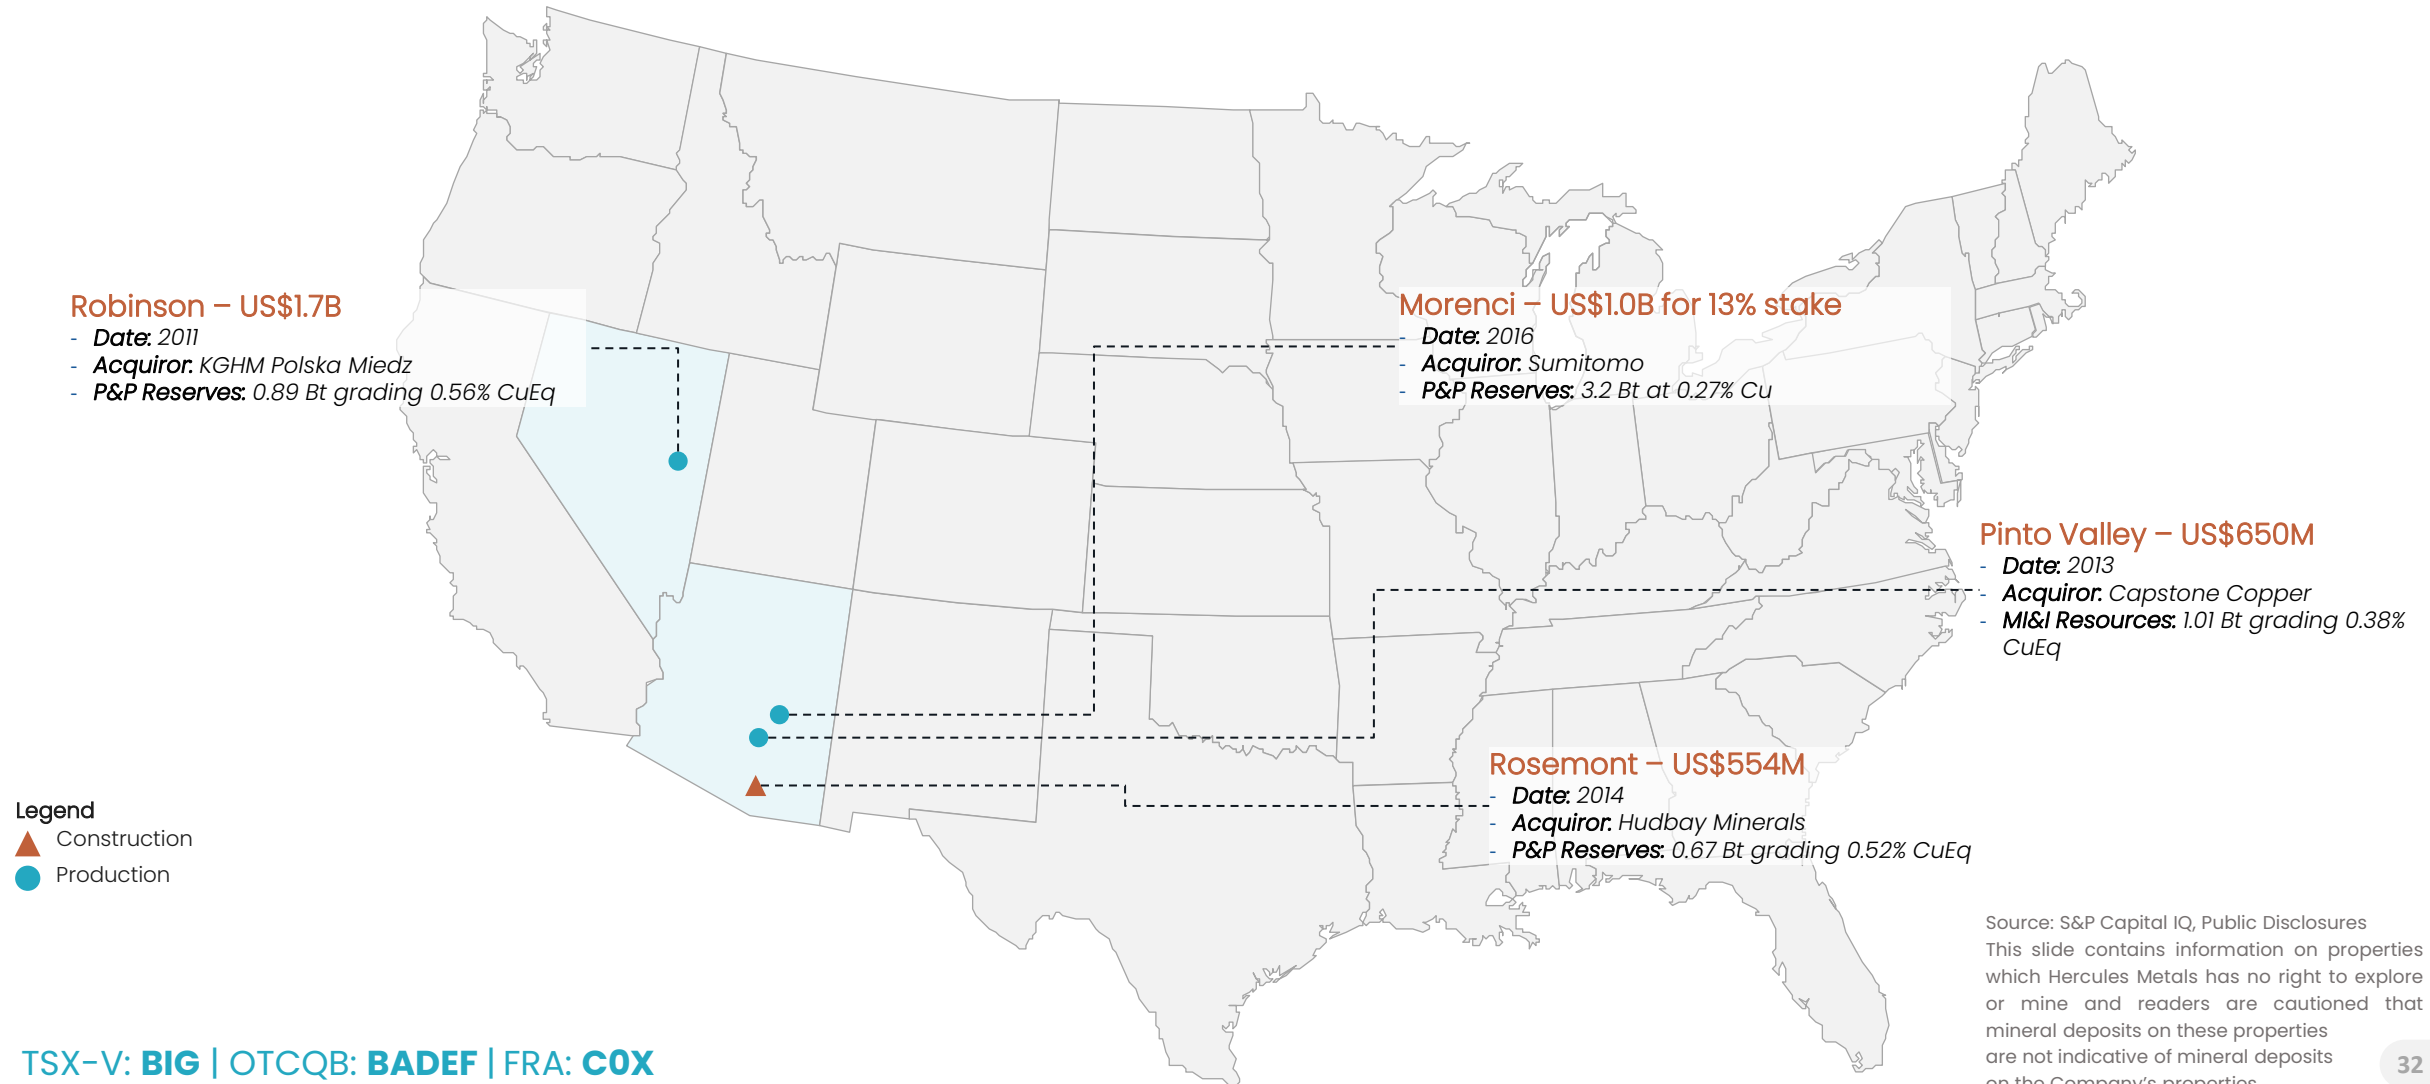 Robinson – US$1.7B
- Date: 2011
- Acquiror: KGHM Polska Miedz
- P&P Reserves: 0.89 Bt grading 0.56% CuEq
Morenci – US$1.0B for 13% stake
- Date: 2016
- Acquiror: Sumitomo
- P&P Reserves: 3.2 Bt at 0.27% Cu
Pinto Valley – US$650M
- Date: 2013
- Acquiror: Capstone Copper
- MI&I Resources: 1.01 Bt grading 0.38%
CuEq
Rosemont – US$554M
- Date: 2014
- Acquiror: Hudbay Minerals
- P&P Reserves: 0.67 Bt grading 0.52% CuEq
Legend
Construction
Production
Source: S&P Capital IQ, Public Disclosures
This slide contains information on properties
which Hercules Metals has no right to explore
or mine and readers are cautioned that
mineral deposits on these properties
are not indicative of mineral deposits
on the Company's properties
TSX-V: BIG | OTCQB: BADEF | FRA: C0X
32